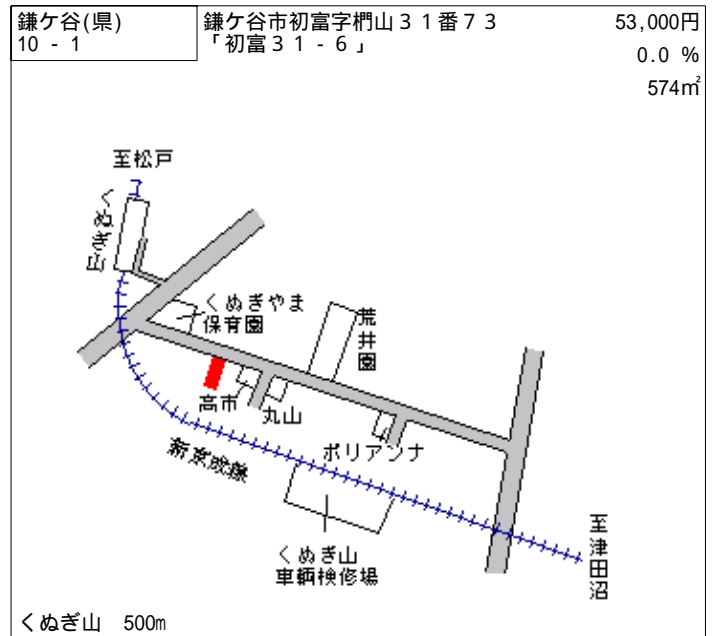 鎌ケ谷(県)
10 - 1
鎌ケ谷市初富字椚山３１番７３
「初富３１－６」
53,000円
0.0 %
574㎡
至松戸
くぬぎ山
くぬぎやま
保育園
荒井園
高市
丸山
ポリアンナ
新京成線
くぬぎ山
車輌検修場
至津田沼
くぬぎ山 500m